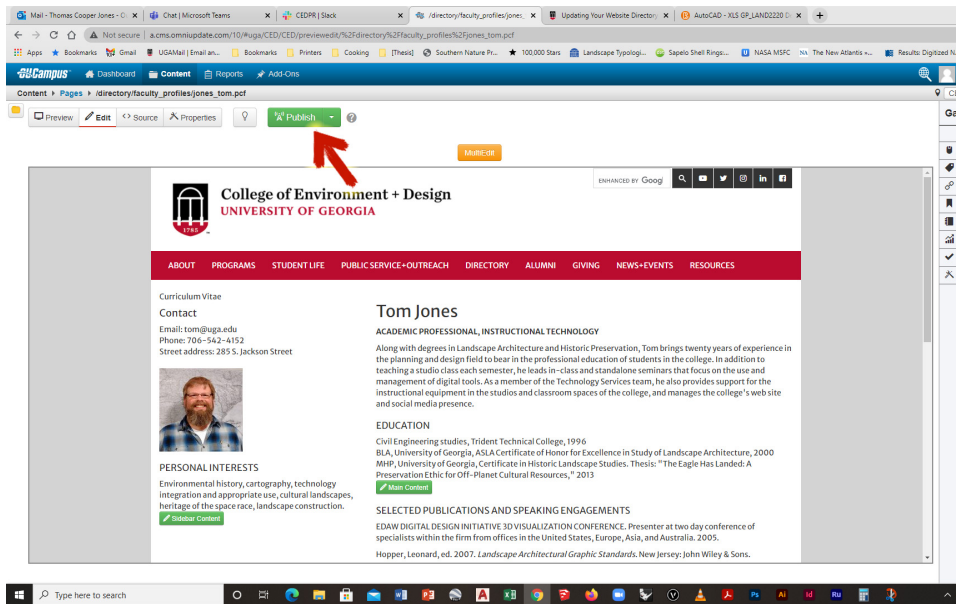 Mail - Thomas Cooper Jones - O
Chat | Microsoft Teams
CEDPR | Slack
/directory/faculty_profiles/jones_
Updating Your Website Directory
AutoCAD - XLS GP_LAND2220 D
Not secure | a.cms.omniupdate.com/10/#uga/CED/CED/previewedit/%2Fdirectory%2Ffaculty_profiles%2Fjones_tom.pcf
Apps
Bookmarks
Gmail
UGAMail | Email an...
Bookmarks
Printers
Cooking
[Thesis]
Southern Nature Pr...
100,000 Stars
Landscape Typologi...
Sapelo Shell Rings:...
NASA MSFC
NA The New Atlantis »...
Results: Digitized N
OU Campus
Dashboard
Content
Reports
Add-Ons
Content
Pages
/directory/faculty_profiles/jones_tom.pcf
Preview
Edit
Source
Properties
Publish
Ga
MultiEdit
College of Environment + Design
UNIVERSITY OF GEORGIA
1785
ENHANCED BY Googl
ABOUT
PROGRAMS
STUDENT LIFE
PUBLIC SERVICE+OUTREACH
DIRECTORY
ALUMNI
GIVING
NEWS+EVENTS
RESOURCES
Curriculum Vitae
Contact
Email: tom@uga.edu
Phone: 706-542-4152
Street address: 285 S. Jackson Street
PERSONAL INTERESTS
Environmental history, cartography, technology
integration and appropriate use, cultural landscapes,
heritage of the space race, landscape construction.
Sidebar Content
Tom Jones
ACADEMIC PROFESSIONAL, INSTRUCTIONAL TECHNOLOGY
Along with degrees in Landscape Architecture and Historic Preservation, Tom brings twenty years of experience in
the planning and design field to bear in the professional education of students in the college. In addition to
teaching a studio class each semester, he leads in-class and standalone seminars that focus on the use and
management of digital tools. As a member of the Technology Services team, he also provides support for the
instructional equipment in the studios and classroom spaces of the college, and manages the college's web site
and social media presence.
EDUCATION
Civil Engineering studies, Trident Technical College, 1996
BLA, University of Georgia, ASLA Certificate of Honor for Excellence in Study of Landscape Architecture, 2000
MHP, University of Georgia, Certificate in Historic Landscape Studies. Thesis: "The Eagle Has Landed: A
Preservation Ethic for Off-Planet Cultural Resources," 2013
Main Content
SELECTED PUBLICATIONS AND SPEAKING ENGAGEMENTS
EDAW DIGITAL DESIGN INITIATIVE 3D VISUALIZATION CONFERENCE. Presenter at two day conference of
specialists within the firm from offices in the United States, Europe, Asia, and Australia. 2005.
Hopper, Leonard, ed. 2007. Landscape Architectural Graphic Standards. New Jersey: John Wiley & Sons.
Type here to search
Ps
Ai
Id
Ru